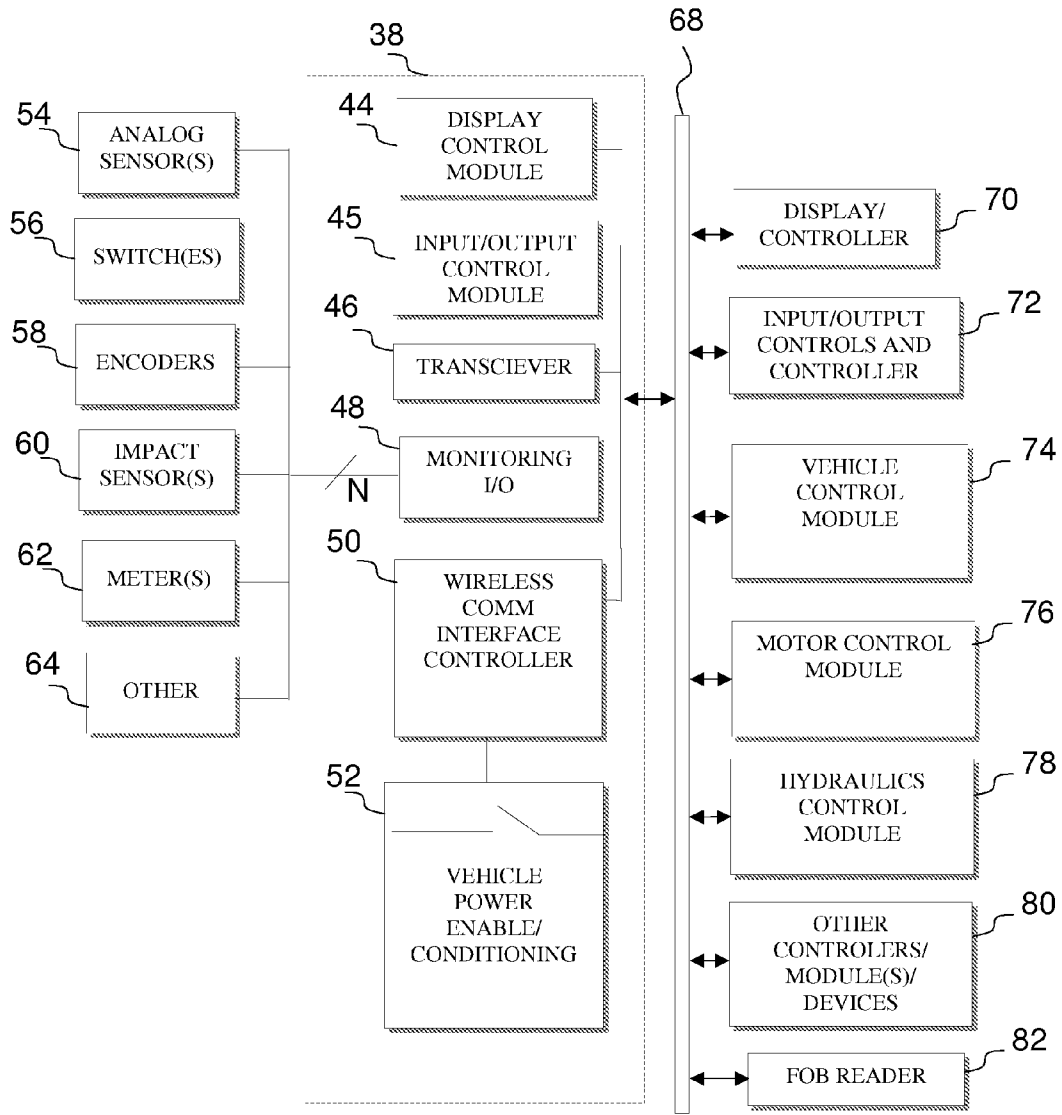 38
68
54
ANALOG
SENSOR(S)
56
SWITCH(ES)
58
ENCODERS
60
IMPACT
SENSOR(S)
62
METER(S)
64
OTHER
N
44
DISPLAY
CONTROL
MODULE
45
INPUT/OUTPUT
CONTROL
MODULE
46
TRANSCIEVER
48
MONITORING
I/O
50
WIRELESS
COMM
INTERFACE
CONTROLLER
52
VEHICLE
POWER
ENABLE/
CONDITIONING
DISPLAY/
CONTROLLER
70
INPUT/OUTPUT
CONTROLS AND
CONTROLLER
72
VEHICLE
CONTROL
MODULE
74
MOTOR CONTROL
MODULE
76
HYDRAULICS
CONTROL
MODULE
78
OTHER
CONTROLERS/
MODULE(S)/
DEVICES
80
FOB READER
82